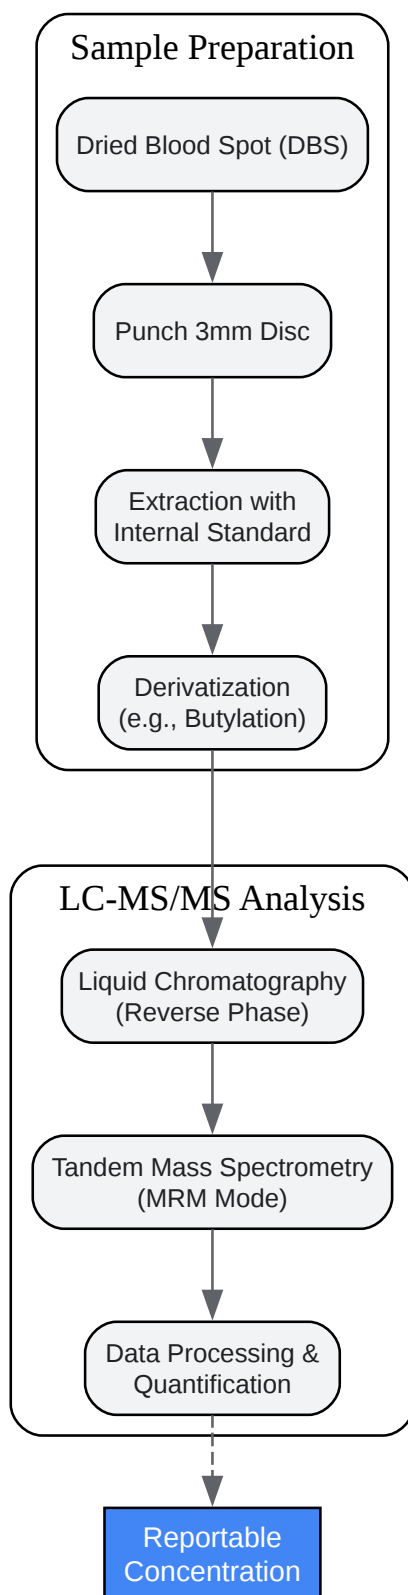 Sample Preparation
Dried Blood Spot (DBS)
Punch 3mm Disc
Extraction with
Internal Standard
Derivatization
(e.g., Butylation)
LC-MS/MS Analysis
Liquid Chromatography
(Reverse Phase)
Tandem Mass Spectrometry
(MRM Mode)
Data Processing &
Quantification
Reportable
Concentration